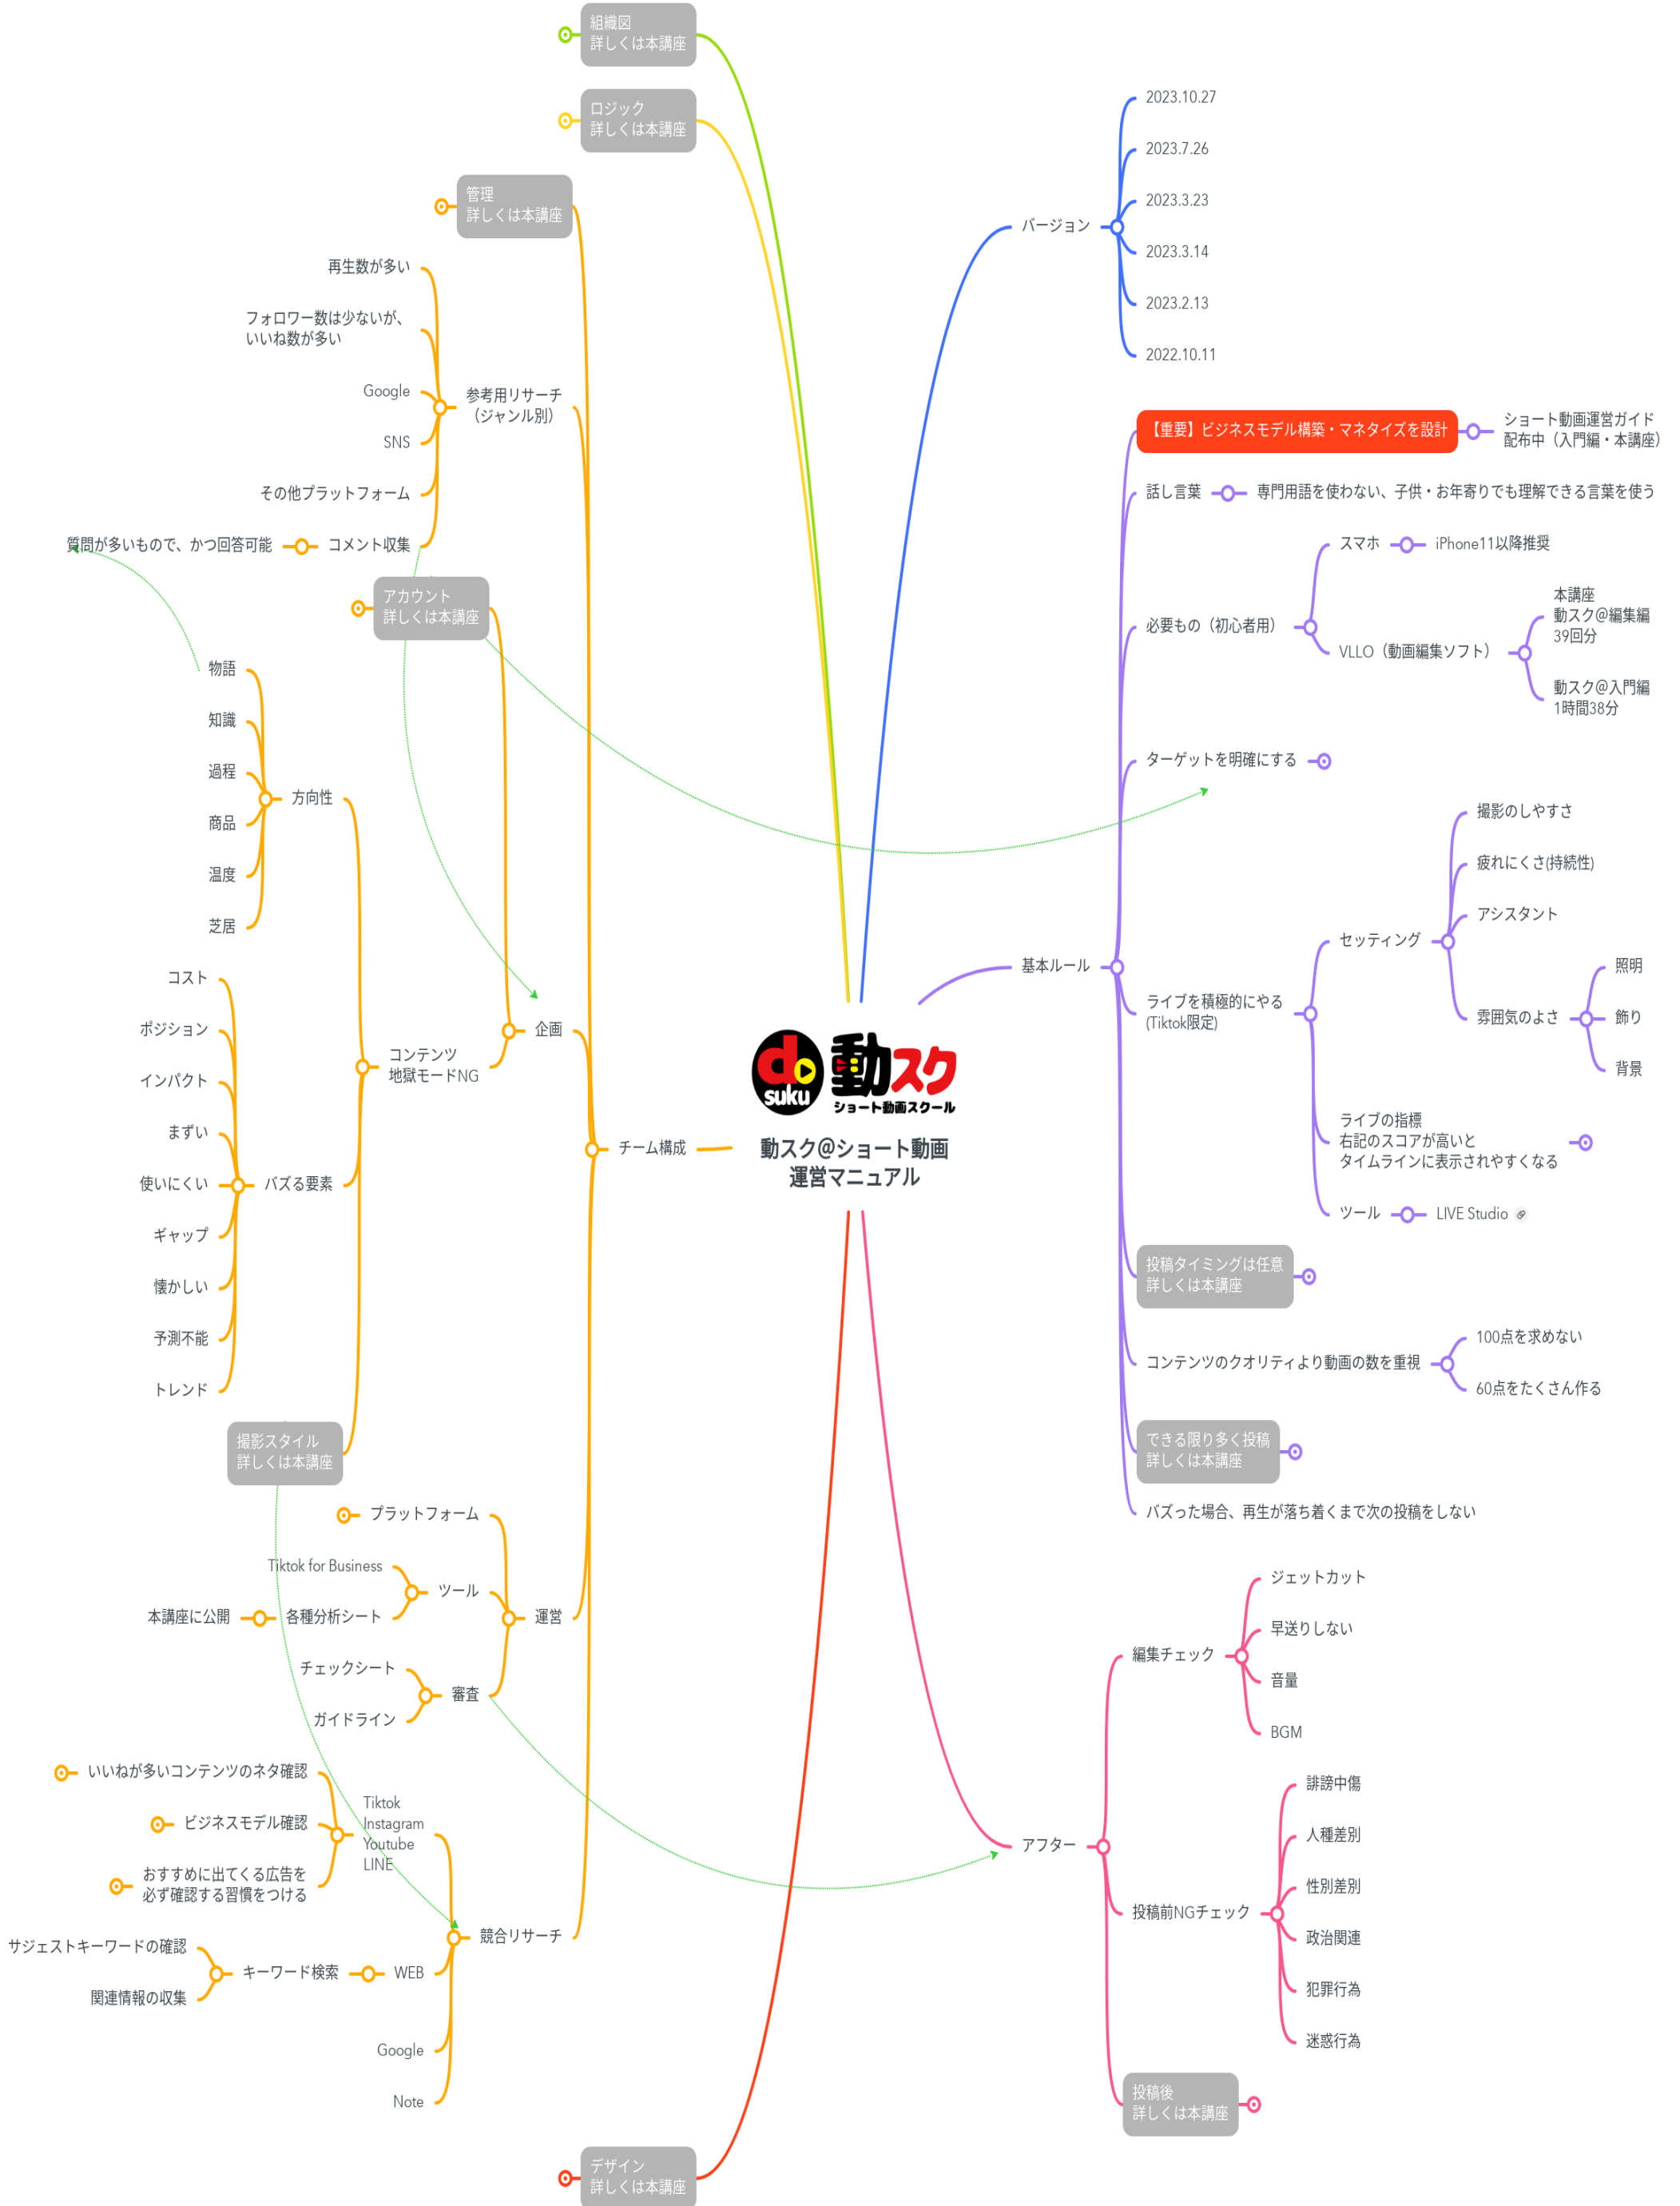 組織図
詳しくは本講座
ロジック
詳しくは本講座
管理
詳しくは本講座
再生数が多い
フォロワー数は少ないが、
いいね数が多い
Google
SNS
その他プラットフォーム
質問が多いもので、かつ回答可能
コメント収集
参考用リサーチ
（ジャンル別）
アカウント
詳しくは本講座
物語
知識
過程
商品
温度
芝居
方向性
コスト
ポジション
インパクト
まずい
使いにくい
ギャップ
懐かしい
予測不能
トレンド
バズる要素
コンテンツ
地獄モードNG
企画
撮影スタイル
詳しくは本講座
プラットフォーム
Tiktok for Business
本講座に公開
各種分析シート
ツール
運営
チェックシート
ガイドライン
審査
いいねが多いコンテンツのネタ確認
ビジネスモデル確認
おすすめに出てくる広告を
必ず確認する習慣をつける
Tiktok
Instagram
Youtube
LINE
サジェストキーワードの確認
関連情報の収集
キーワード検索
WEB
競合リサーチ
Google
Note
チーム構成
デザイン
詳しくは本講座
do
suku
動スク
ショート動画スクール
動スク@ショート動画
運営マニュアル
バージョン
2023.10.27
2023.7.26
2023.3.23
2023.3.14
2023.2.13
2022.10.11
基本ルール
【重要】ビジネスモデル構築・マネタイズを設計
ショート動画運営ガイド
配布中（入門編・本講座）
話し言葉
専門用語を使わない、子供・お年寄りでも理解できる言葉を使う
必要もの（初心者用）
スマホ
iPhone11以降推奨
VLLO（動画編集ソフト）
本講座
動スク@編集編
39回分
動スク@入門編
1時間38分
ターゲットを明確にする
ライブを積極的にやる
(Tiktok限定)
セッティング
撮影のしやすさ
疲れにくさ(持続性)
アシスタント
雰囲気のよさ
照明
飾り
背景
ライブの指標
右記のスコアが高いと
タイムラインに表示されやすくなる
ツール
LIVE Studio
投稿タイミングは任意
詳しくは本講座
コンテンツのクオリティより動画の数を重視
100点を求めない
60点をたくさん作る
できる限り多く投稿
詳しくは本講座
バズった場合、再生が落ち着くまで次の投稿をしない
アフター
編集チェック
ジェットカット
早送りしない
音量
BGM
投稿前NGチェック
誹謗中傷
人種差別
性別差別
政治関連
犯罪行為
迷惑行為
投稿後
詳しくは本講座